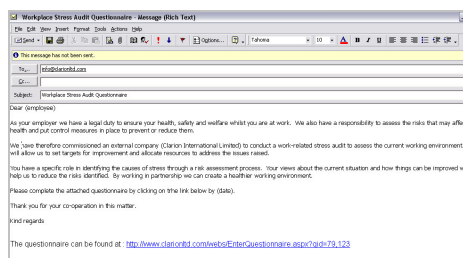 Workplace Stress Audit Questionnaire - Message (Rich Text)
File Edit View Insert Format Tools Actions Help
Send Options... Tahoma 10 A B I U
This message has not been sent.
To... info@clarionltd.com
Cc...
Subject: Workplace Stress Audit Questionnaire
Dear (employee)
As your employer we have a legal duty to ensure your health, safety and welfare whilst you are at work. We also have a responsibility to assess the risks that may affe
health and put control measures in place to prevent or reduce them.
We have therefore commissioned an external company (Clarion International Limited) to conduct a work-related stress audit to assess the current working environment
will allow us to set targets for improvement and allocate resources to address the issues raised.
You have a specific role in identifying the causes of stress through a risk assessment process. Your views about the current situation and how things can be improved w
help us to reduce the risks identified. By working in partnership we can create a healthier working environment.
Please complete the attached questionnaire by clicking on the link below by (date).
Thank you for your co-operation in this matter.
Kind regards
The questionnaire can be found at : http://www.clarionltd.com/webs/EnterQuestionnaire.aspx?qid=79,123